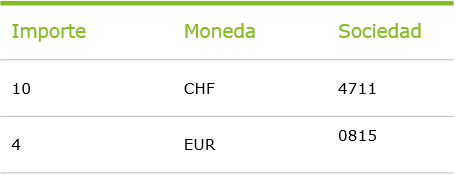 Importe Moneda Sociedad
10 CHF 4711
4 EUR 0815